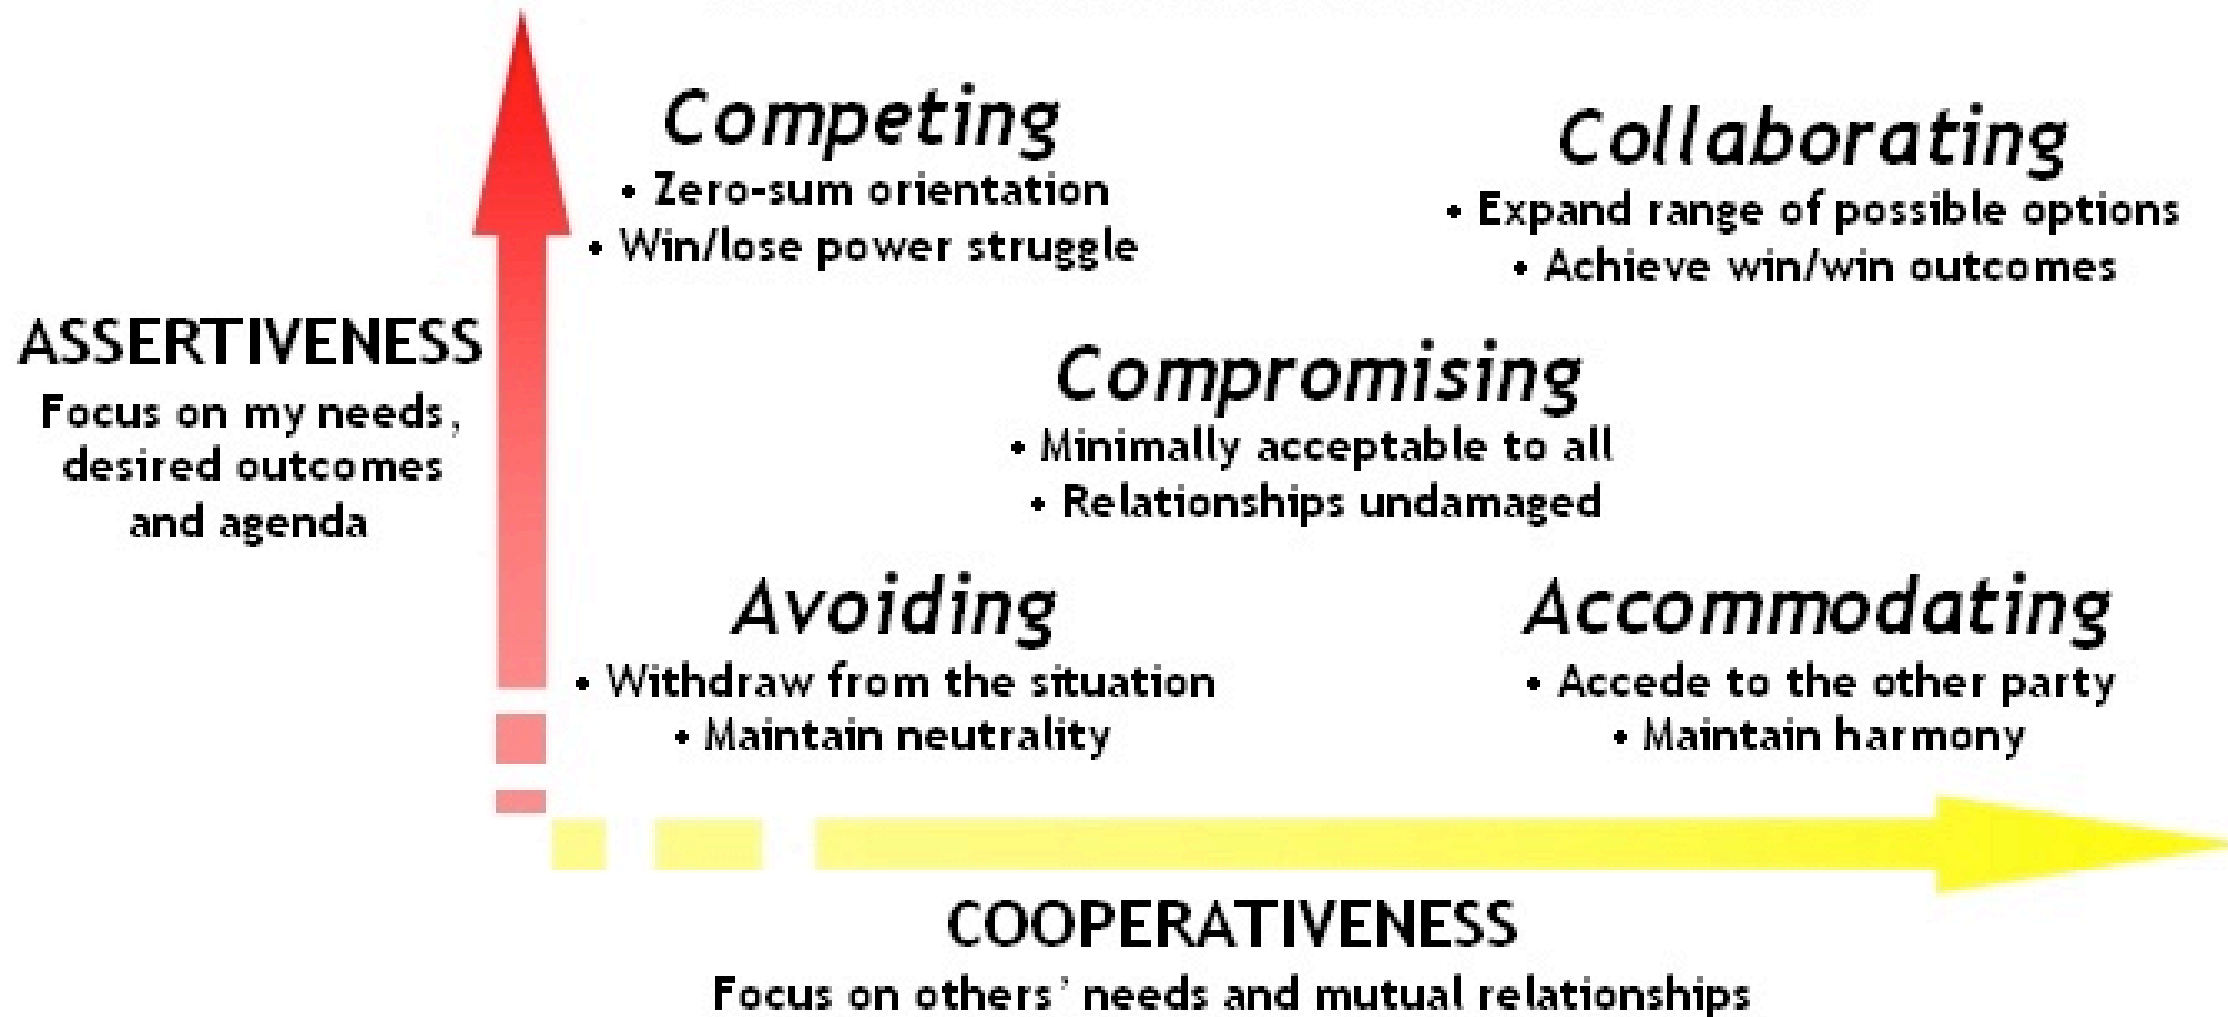 Competing
• Zero-sum orientation
• Win/lose power struggle
Collaborating
• Expand range of possible options
• Achieve win/win outcomes
ASSERTIVENESS
Focus on my needs,
desired outcomes
and agenda
Compromising
• Minimally acceptable to all
• Relationships undamaged
Avoiding
• Withdraw from the situation
• Maintain neutrality
Accommodating
• Accede to the other party
• Maintain harmony
COOPERATIVENESS
Focus on others’ needs and mutual relationships